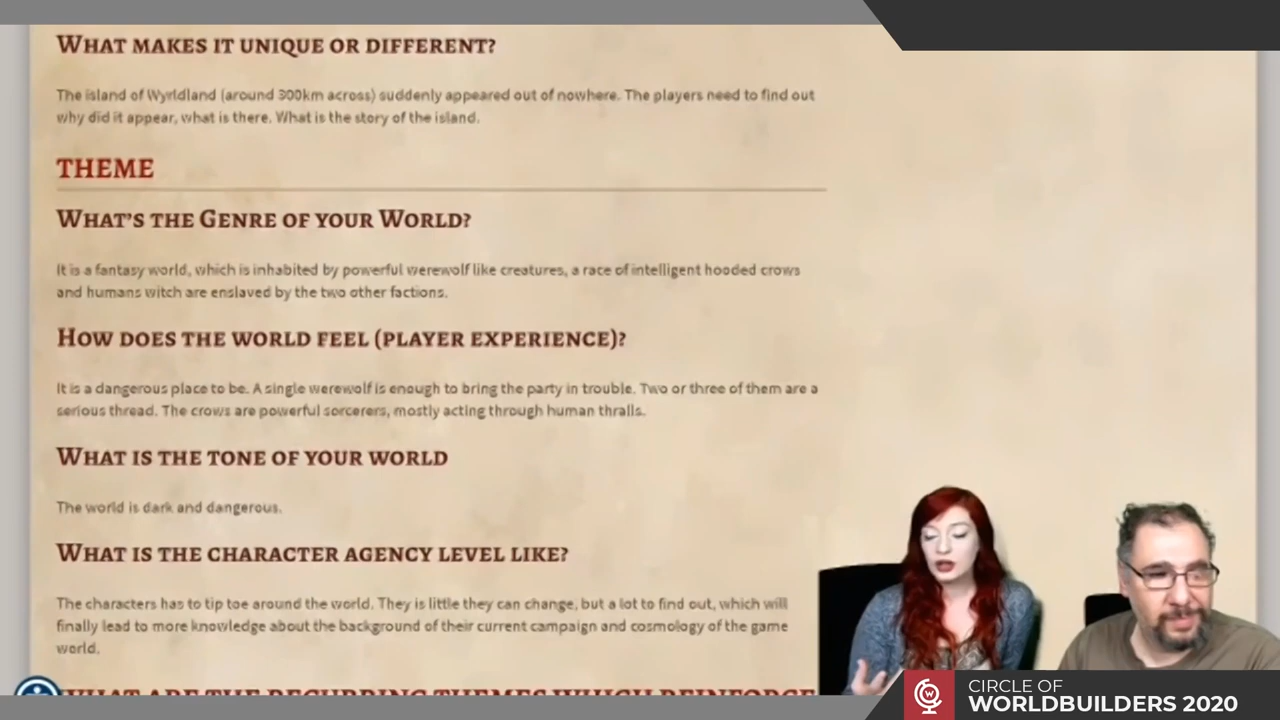 What makes it unique or different?
The island of Wyrldland (around 300km across) suddenly appeared out of nowhere. The players need to find out
why did it appear, what is there. What is the story of the island.
THEME
What's the Genre of your World?
It is a fantasy world, which is inhabited by powerful werewolf like creatures, a race of intelligent hooded crows
and humans witch are enslaved by the two other factions.
How does the world feel (player experience)?
It is a dangerous place to be. A single werewolf is enough to bring the party in trouble. Two or three of them are a
serious thread. The crows are powerful sorcerers, mostly acting through human thralls.
What is the tone of your world
The world is dark and dangerous.
What is the character agency level like?
The characters has to tip toe around the world. They is little they can change, but a lot to find out, which will
finally lead to more knowledge about the background of their current campaign and cosmology of the game
world.
What are the recurring themes which reinforce
W
CIRCLE OF
WORLDBUILDERS 2020